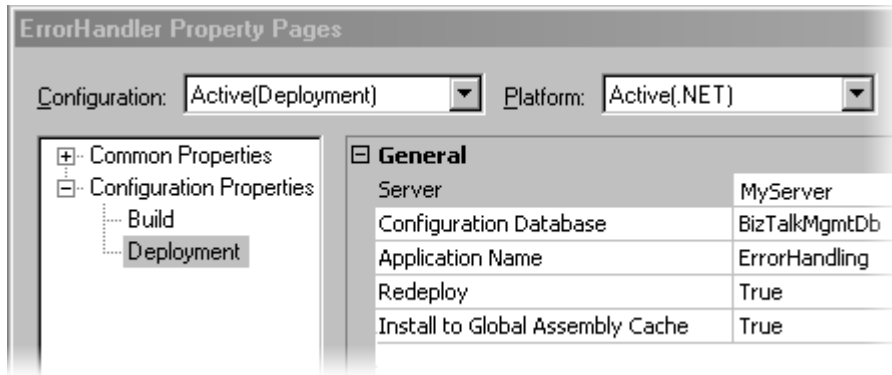 ErrorHandler Property Pages
Configuration: Active(Deployment) Platform: Active(.NET)
Common Properties
Configuration Properties
Build
Deployment
General
Server MyServer
Configuration Database BizTalkMgmtDb
Application Name ErrorHandling
Redeploy True
Install to Global Assembly Cache True